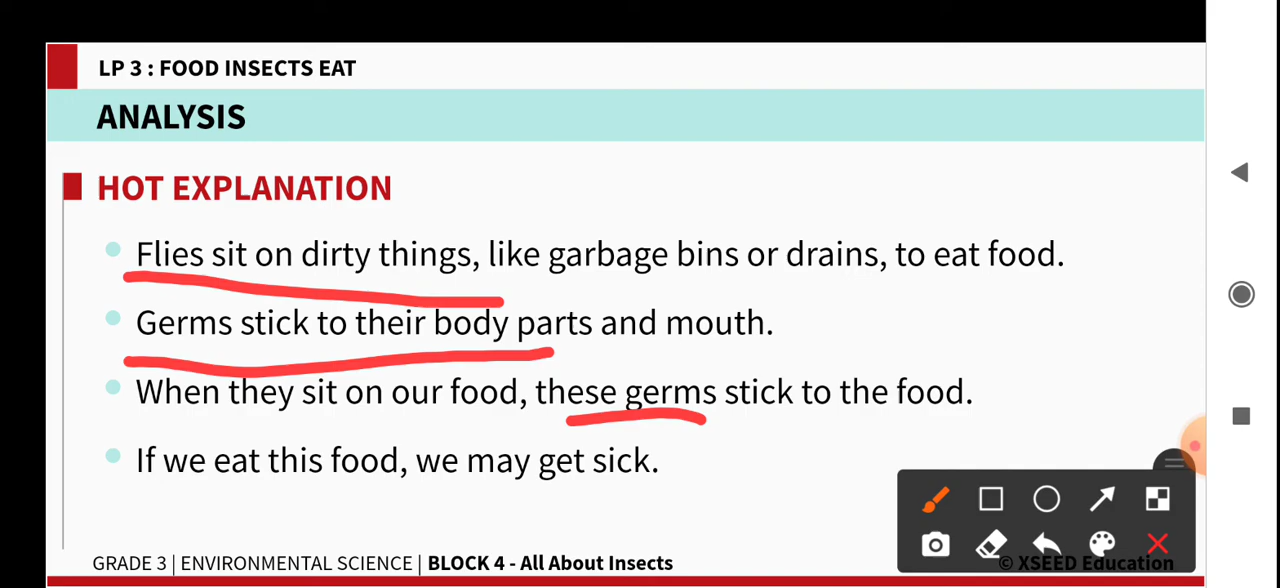 LP 3 : FOOD INSECTS EAT
ANALYSIS
HOT EXPLANATION
Flies sit on dirty things, like garbage bins or drains, to eat food.
Germs stick to their body parts and mouth.
When they sit on our food, these germs stick to the food.
If we eat this food, we may get sick.
GRADE 3 | ENVIRONMENTAL SCIENCE | BLOCK 4 - All About Insects
© XSEED Education